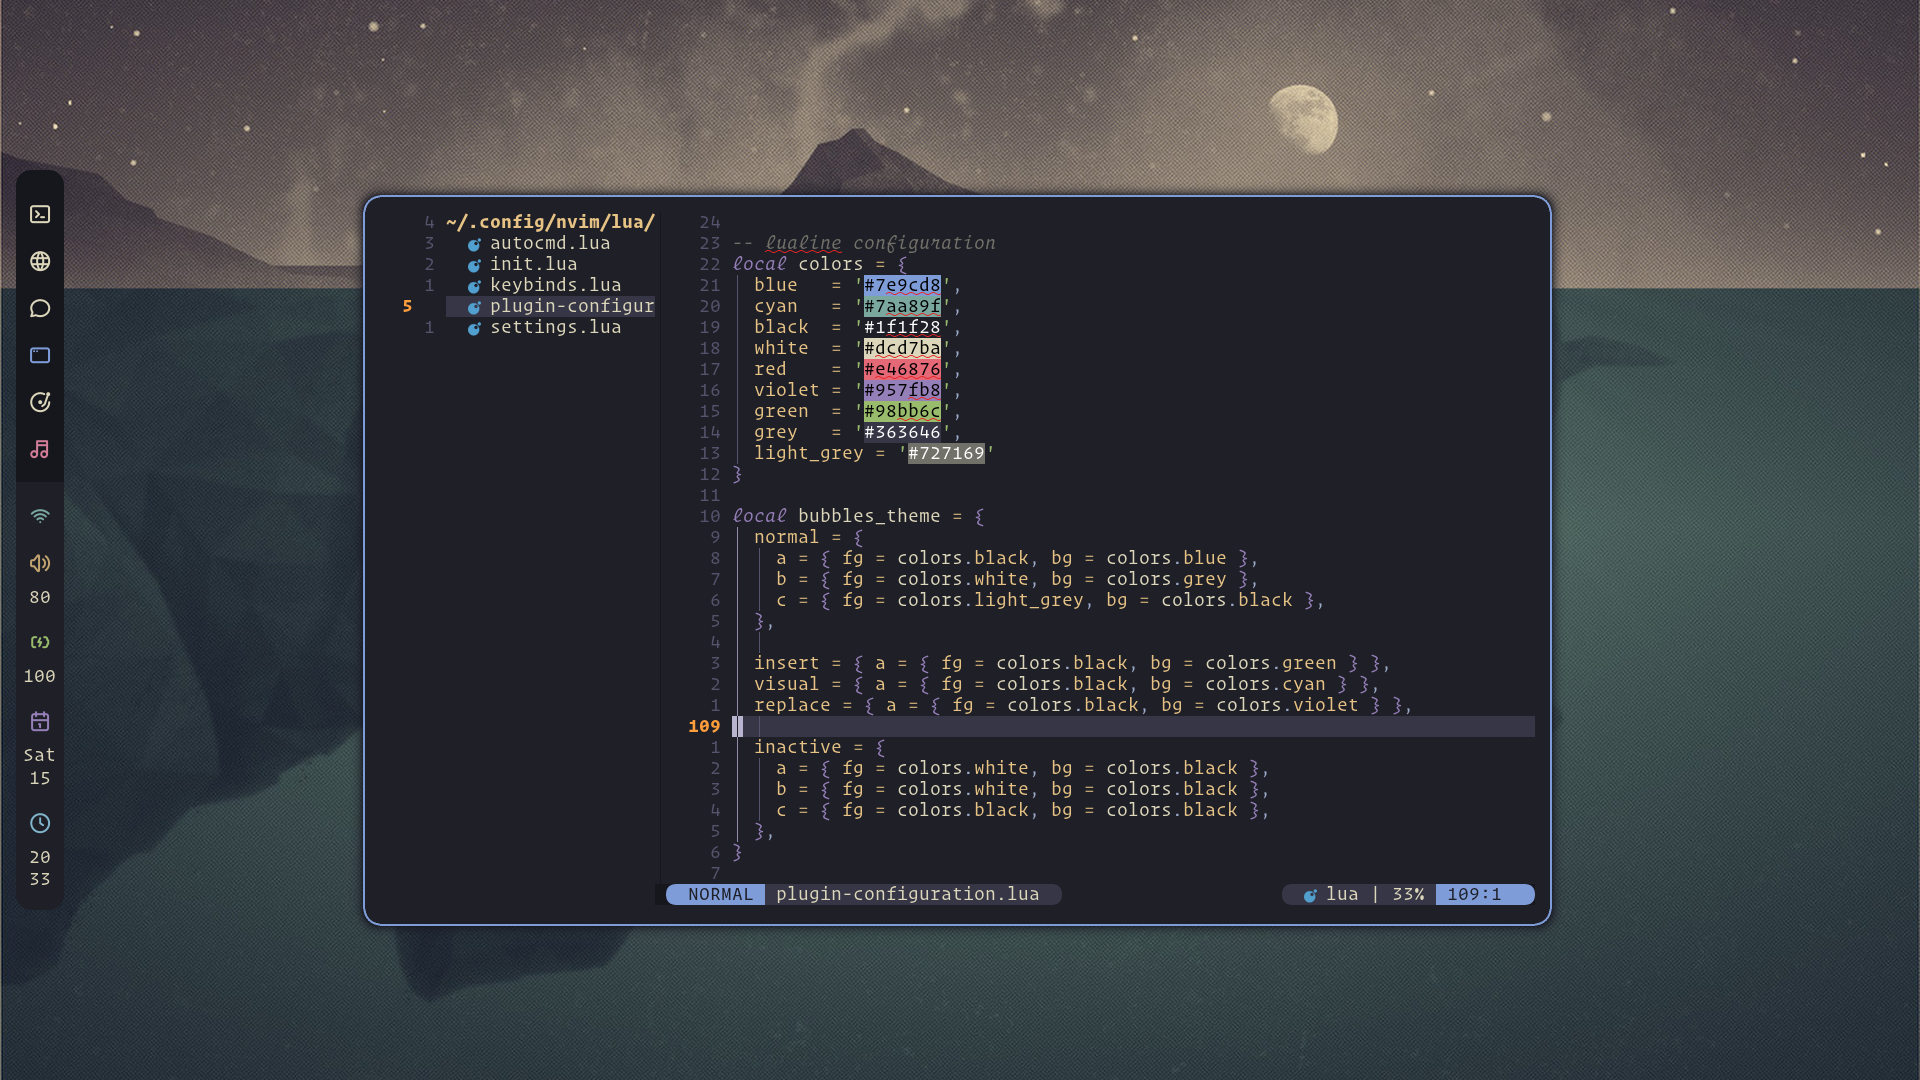 80
100
Sat
15
20
33
4 ~/.config/nvim/lua/
3 autocmd.lua
2 init.lua
1 keybinds.lua
5 plugin-configur
1 settings.lua
24
23 -- lualine configuration
22 local colors = {
21 blue = '#7e9cd8',
20 cyan = '#7aa89f',
19 black = '#1f1f28',
18 white = '#dcd7ba',
17 red = '#e46876',
16 violet = '#957fb8',
15 green = '#98bb6c',
14 grey = '#363646',
13 light_grey = '#727169'
12 }
11
10 local bubbles_theme = {
9 normal = {
8 a = { fg = colors.black, bg = colors.blue },
7 b = { fg = colors.white, bg = colors.grey },
6 c = { fg = colors.light_grey, bg = colors.black },
5 },
4
3 insert = { a = { fg = colors.black, bg = colors.green } },
2 visual = { a = { fg = colors.black, bg = colors.cyan } },
1 replace = { a = { fg = colors.black, bg = colors.violet } },
109
1 inactive = {
2 a = { fg = colors.white, bg = colors.black },
3 b = { fg = colors.white, bg = colors.black },
4 c = { fg = colors.black, bg = colors.black },
5 },
6 }
7
NORMAL plugin-configuration.lua lua | 33% 109:1